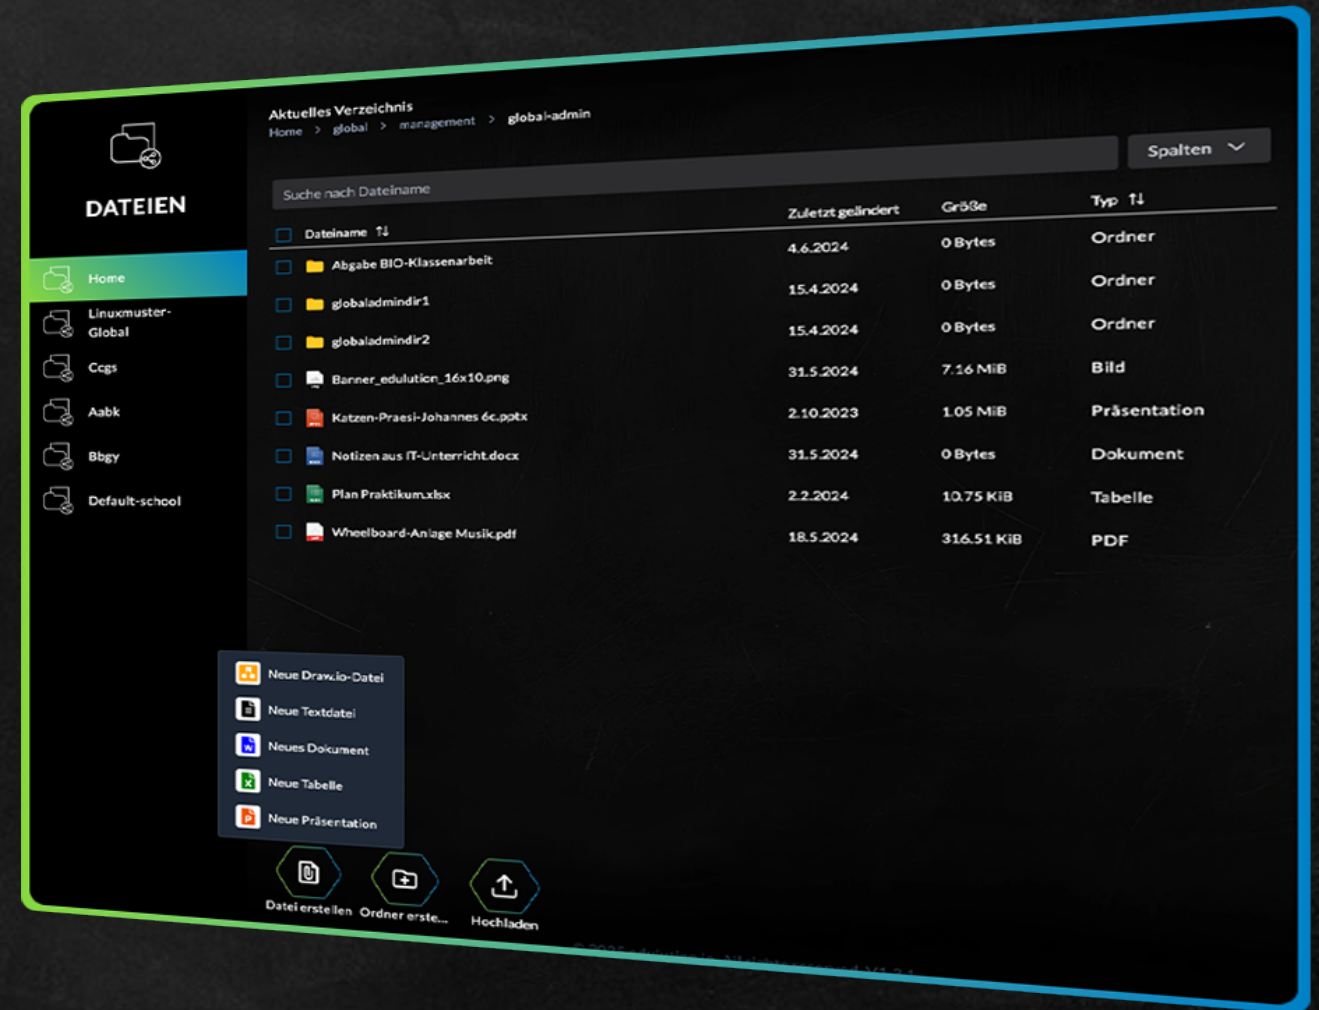 DATEIEN
Home
Linuxmuster-
Global
Ccgs
Aabk
Bbgy
Default-school
Aktuelles Verzeichnis
Home > global > management > global-admin
Suche nach Dateiname
Spalten
Dateiname Zuletzt geändert Größe Typ
Abgabe BIO-Klassenarbeit 4.6.2024 0 Bytes Ordner
globaladmindir1 15.4.2024 0 Bytes Ordner
globaladmindir2 15.4.2024 0 Bytes Ordner
Banner_edulution_16x10.png 31.5.2024 7.16 MiB Bild
Katzen-Praesi-Johannes 6c.pptx 2.10.2023 1.05 MiB Präsentation
Notizen aus IT-Unterricht.docx 31.5.2024 0 Bytes Dokument
Plan Praktikum.xlsx 2.2.2024 10.75 KiB Tabelle
Wheelboard-Anlage Musik.pdf 18.5.2024 316.51 KiB PDF
Neue Draw.io-Datei
Neue Textdatei
Neues Dokument
Neue Tabelle
Neue Präsentation
Datei erstellen
Ordner erste...
Hochladen